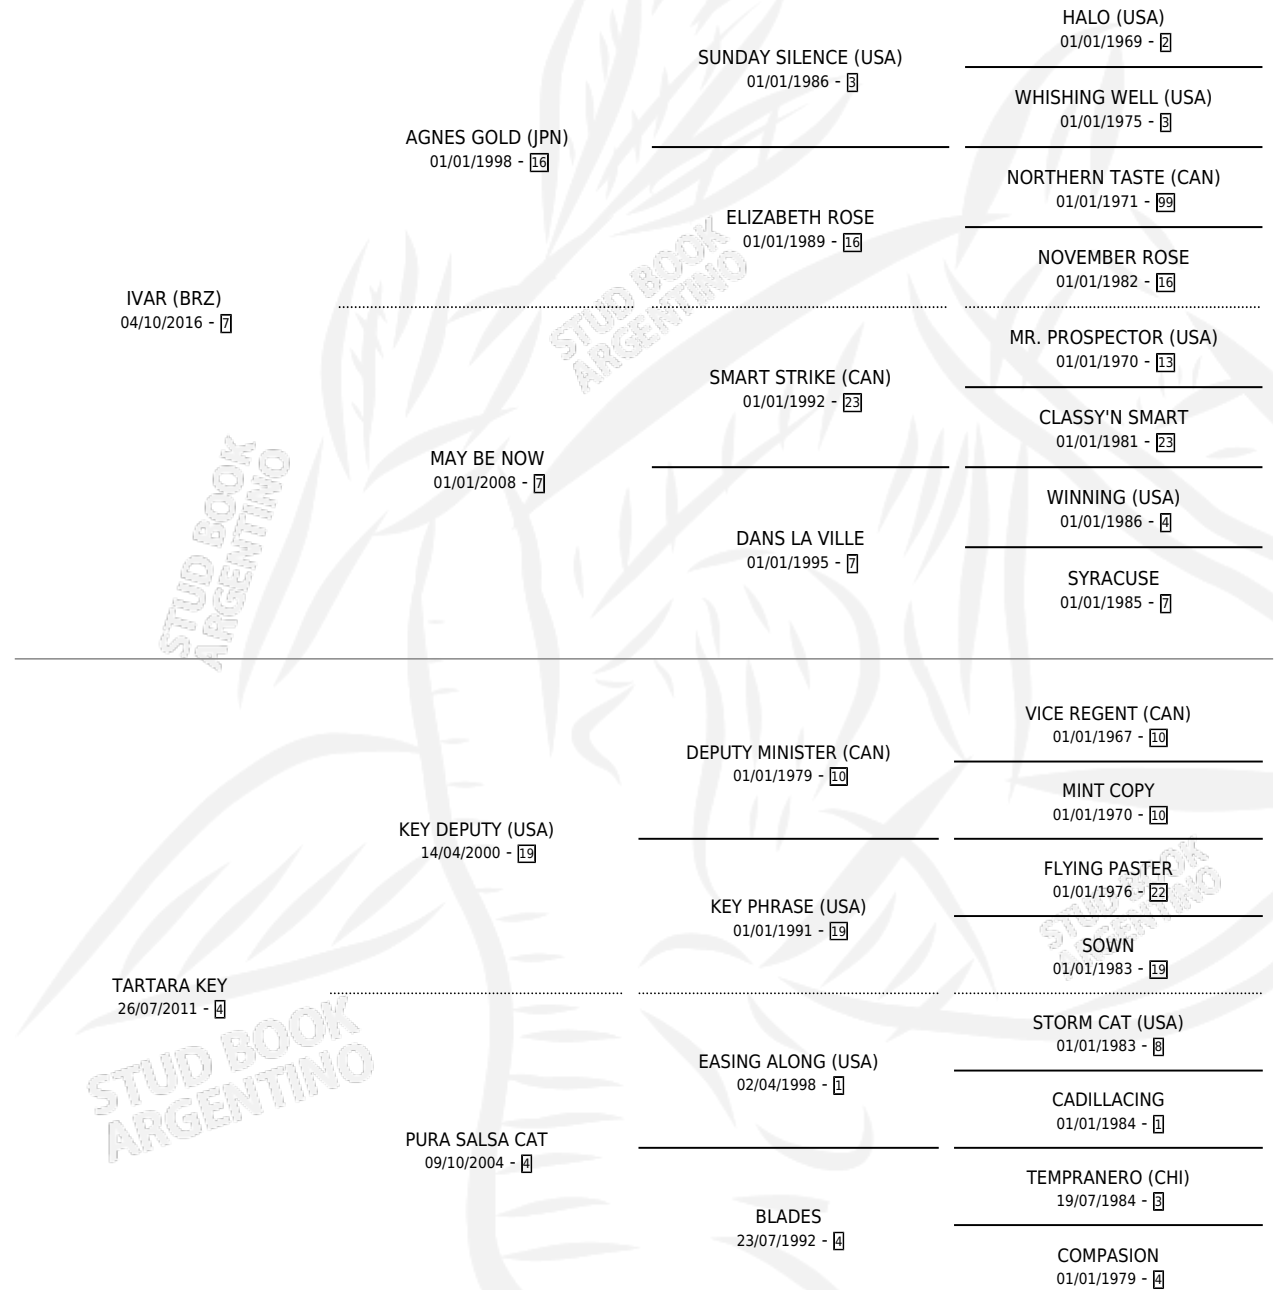 HALO (USA)
01/01/1969 - 2
SUNDAY SILENCE (USA)
01/01/1986 - 3
WHISHING WELL (USA)
01/01/1975 - 3
AGNES GOLD (JPN)
01/01/1998 - 16
NORTHERN TASTE (CAN)
01/01/1971 - 99
ELIZABETH ROSE
01/01/1989 - 16
NOVEMBER ROSE
01/01/1982 - 16
IVAR (BRZ)
04/10/2016 - 7
MR. PROSPECTOR (USA)
01/01/1970 - 13
SMART STRIKE (CAN)
01/01/1992 - 23
CLASSY'N SMART
01/01/1981 - 23
MAY BE NOW
01/01/2008 - 7
WINNING (USA)
01/01/1986 - 4
DANS LA VILLE
01/01/1995 - 7
SYRACUSE
01/01/1985 - 7
VICE REGENT (CAN)
01/01/1967 - 10
DEPUTY MINISTER (CAN)
01/01/1979 - 10
MINT COPY
01/01/1970 - 10
KEY DEPUTY (USA)
14/04/2000 - 19
FLYING PASTER
01/01/1976 - 22
KEY PHRASE (USA)
01/01/1991 - 19
SOWN
01/01/1983 - 19
TARTARA KEY
26/07/2011 - 4
STORM CAT (USA)
01/01/1983 - 8
EASING ALONG (USA)
02/04/1998 - 1
CADILLACING
01/01/1984 - 1
PURA SALSA CAT
09/10/2004 - 4
TEMPRANERO (CHI)
19/07/1984 - 3
BLADES
23/07/1992 - 4
COMPASION
01/01/1979 - 4
STUD BOOK
ARGENTINO
STUD BOOK
ARGENTINO
STUD BOOK
ARGENTINO
STUD BOOK
ARGENTINO